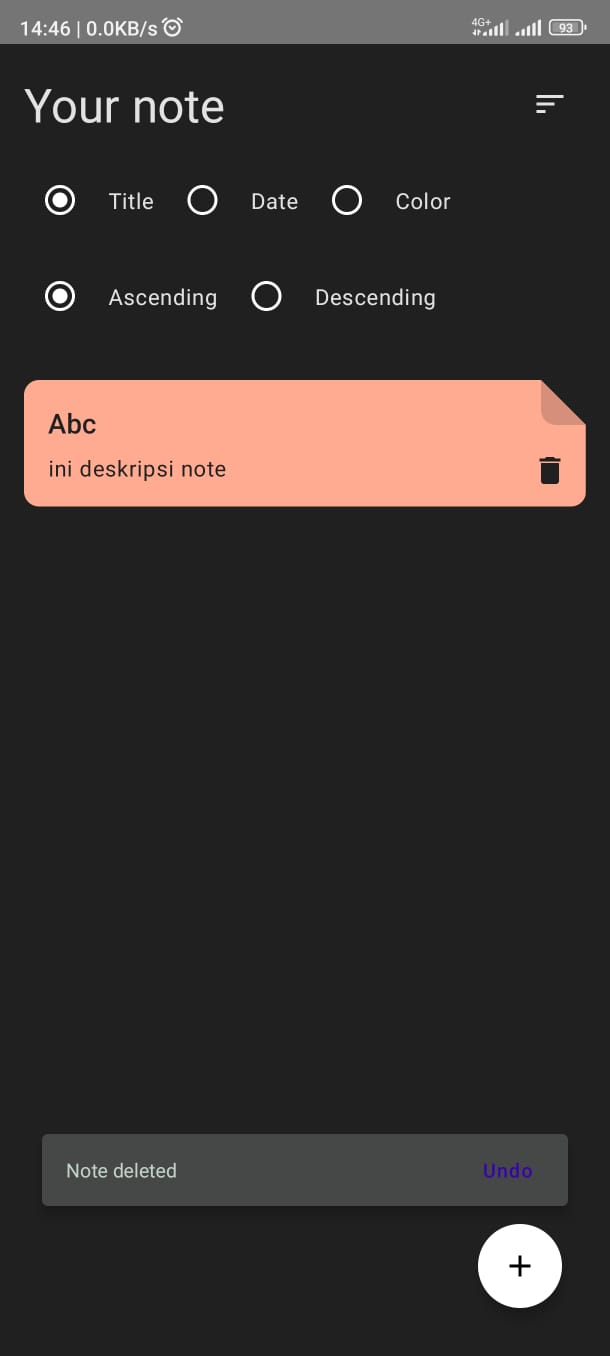 14:46 | 0.0KB/s
4G+
93
Your note
Title Date Color
Ascending Descending
Abc
ini deskripsi note
Note deleted Undo